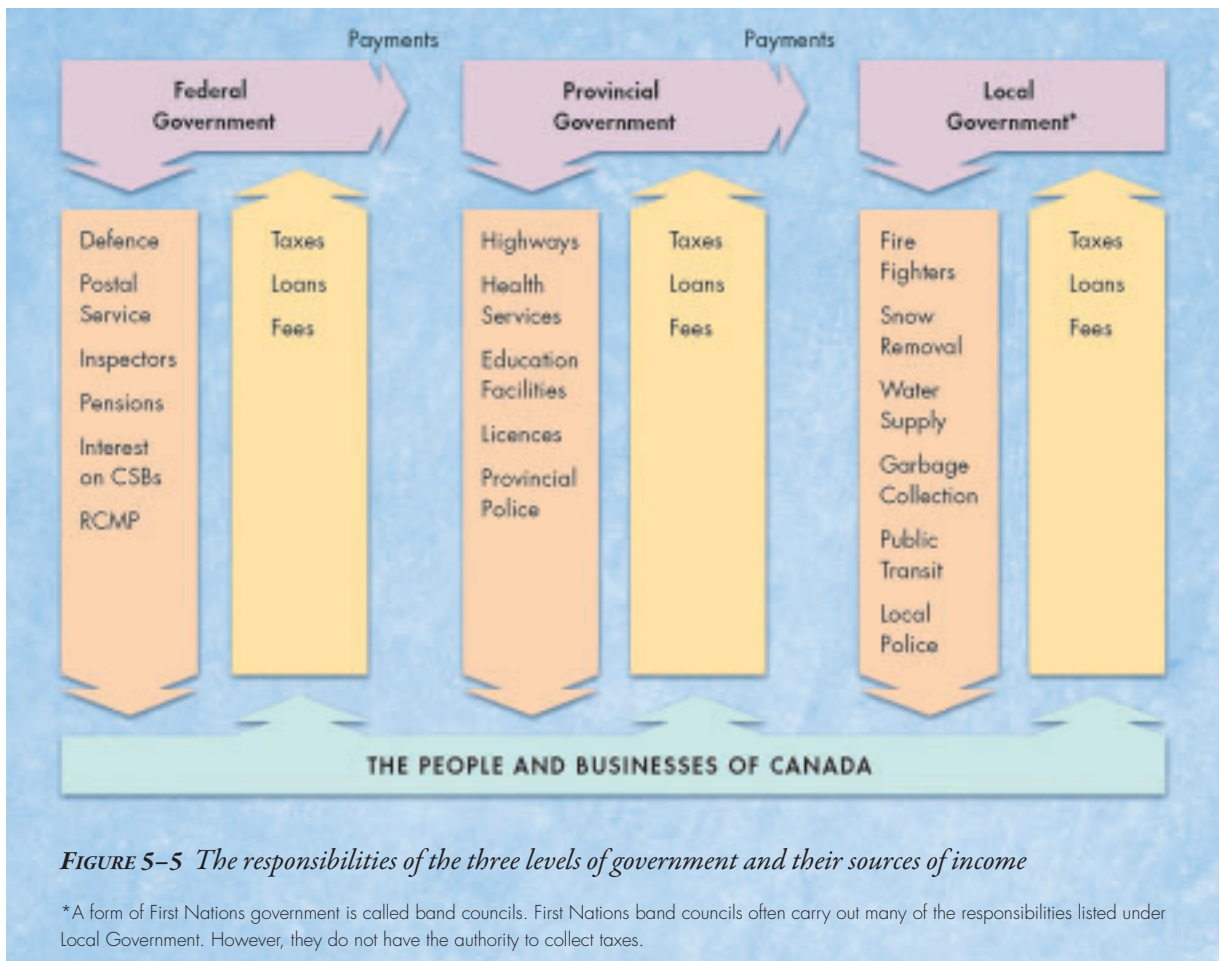 Payments
Payments
Federal
Government
Provincial
Government
Local
Government*
Defence
Postal
Service
Inspectors
Pensions
Interest
on CSBs
RCMP
Taxes
Loans
Fees
Highways
Health
Services
Education
Facilities
Licences
Provincial
Police
Taxes
Loans
Fees
Fire
Fighters
Snow
Removal
Water
Supply
Garbage
Collection
Public
Transit
Local
Police
Taxes
Loans
Fees
THE PEOPLE AND BUSINESSES OF CANADA
FIGURE 5–5 The responsibilities of the three levels of government and their sources of income
*A form of First Nations government is called band councils. First Nations band councils often carry out many of the responsibilities listed under
Local Government. However, they do not have the authority to collect taxes.